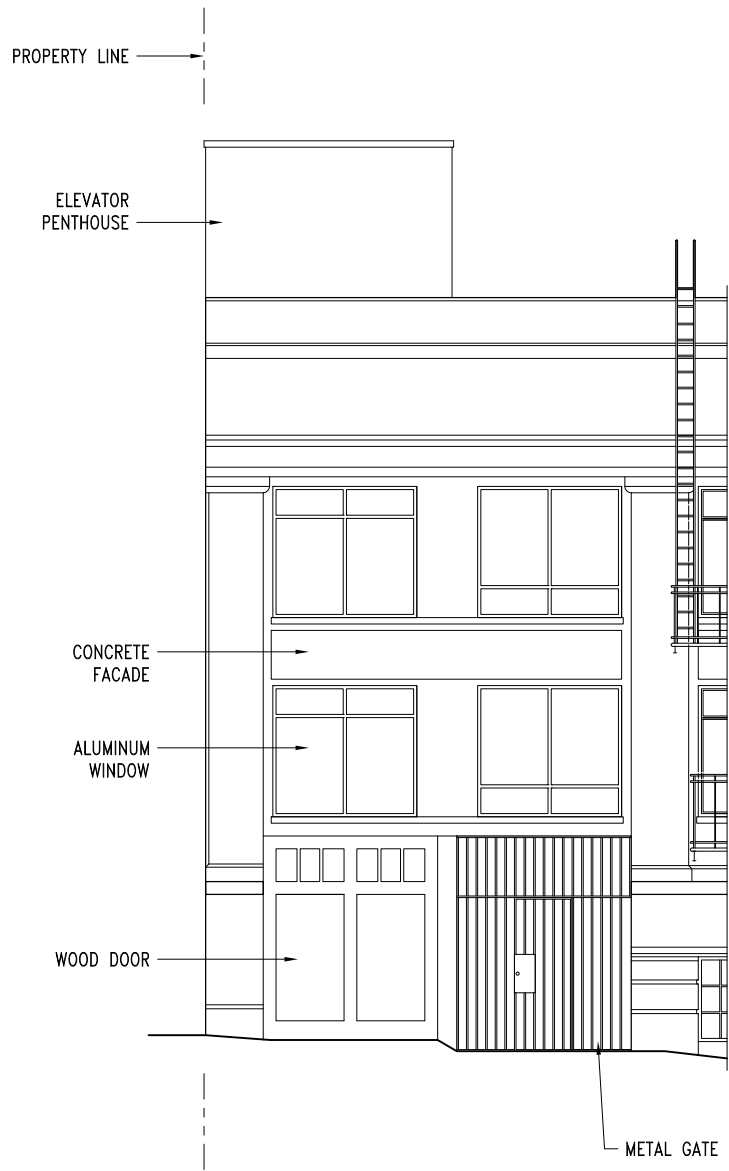 PROPERTY LINE
ELEVATOR
PENTHOUSE
CONCRETE
FACADE
ALUMINUM
WINDOW
WOOD DOOR
METAL GATE